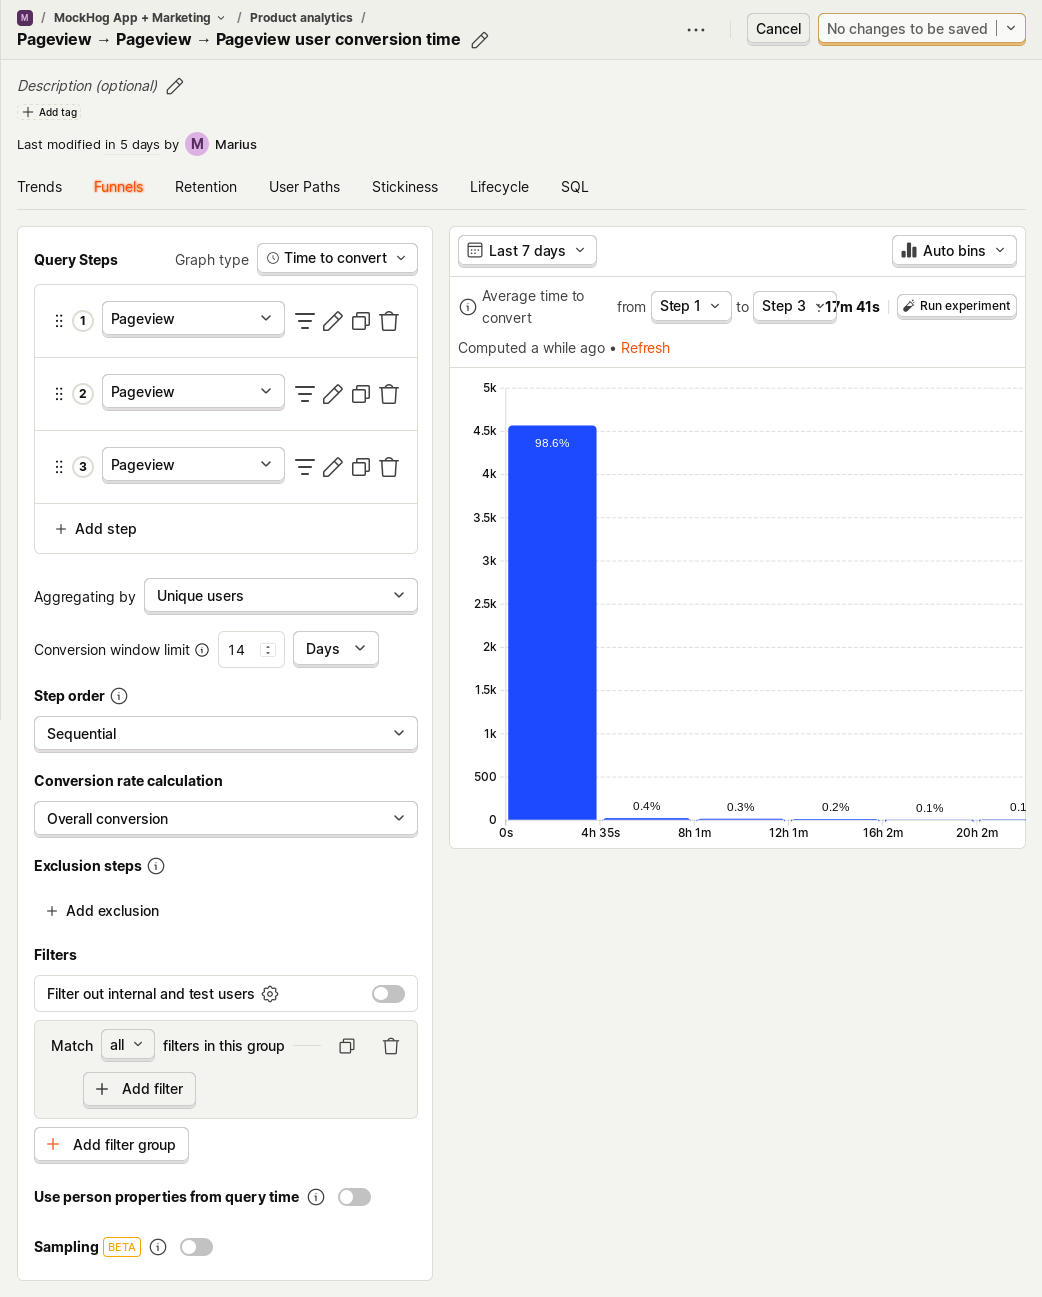 M / MockHog App + Marketing / Product analytics /
Pageview → Pageview → Pageview user conversion time
Cancel
No changes to be saved
Description (optional)
Add tag
Last modified in 5 days by M Marius
Trends Funnels Retention User Paths Stickiness Lifecycle SQL
Query Steps Graph type Time to convert
1 Pageview
2 Pageview
3 Pageview
Add step
Aggregating by Unique users
Conversion window limit 14 Days
Step order
Sequential
Conversion rate calculation
Overall conversion
Exclusion steps
Add exclusion
Filters
Filter out internal and test users
Match all filters in this group
Add filter
Add filter group
Use person properties from query time
Sampling BETA
Last 7 days Auto bins
Average time to convert from Step 1 to Step 3 17m 41s Run experiment
Computed a while ago • Refresh
5k
4.5k
4k
3.5k
3k
2.5k
2k
1.5k
1k
500
0
98.6% 0.4% 0.3% 0.2% 0.1% 0.1
0s 4h 35s 8h 1m 12h 1m 16h 2m 20h 2m